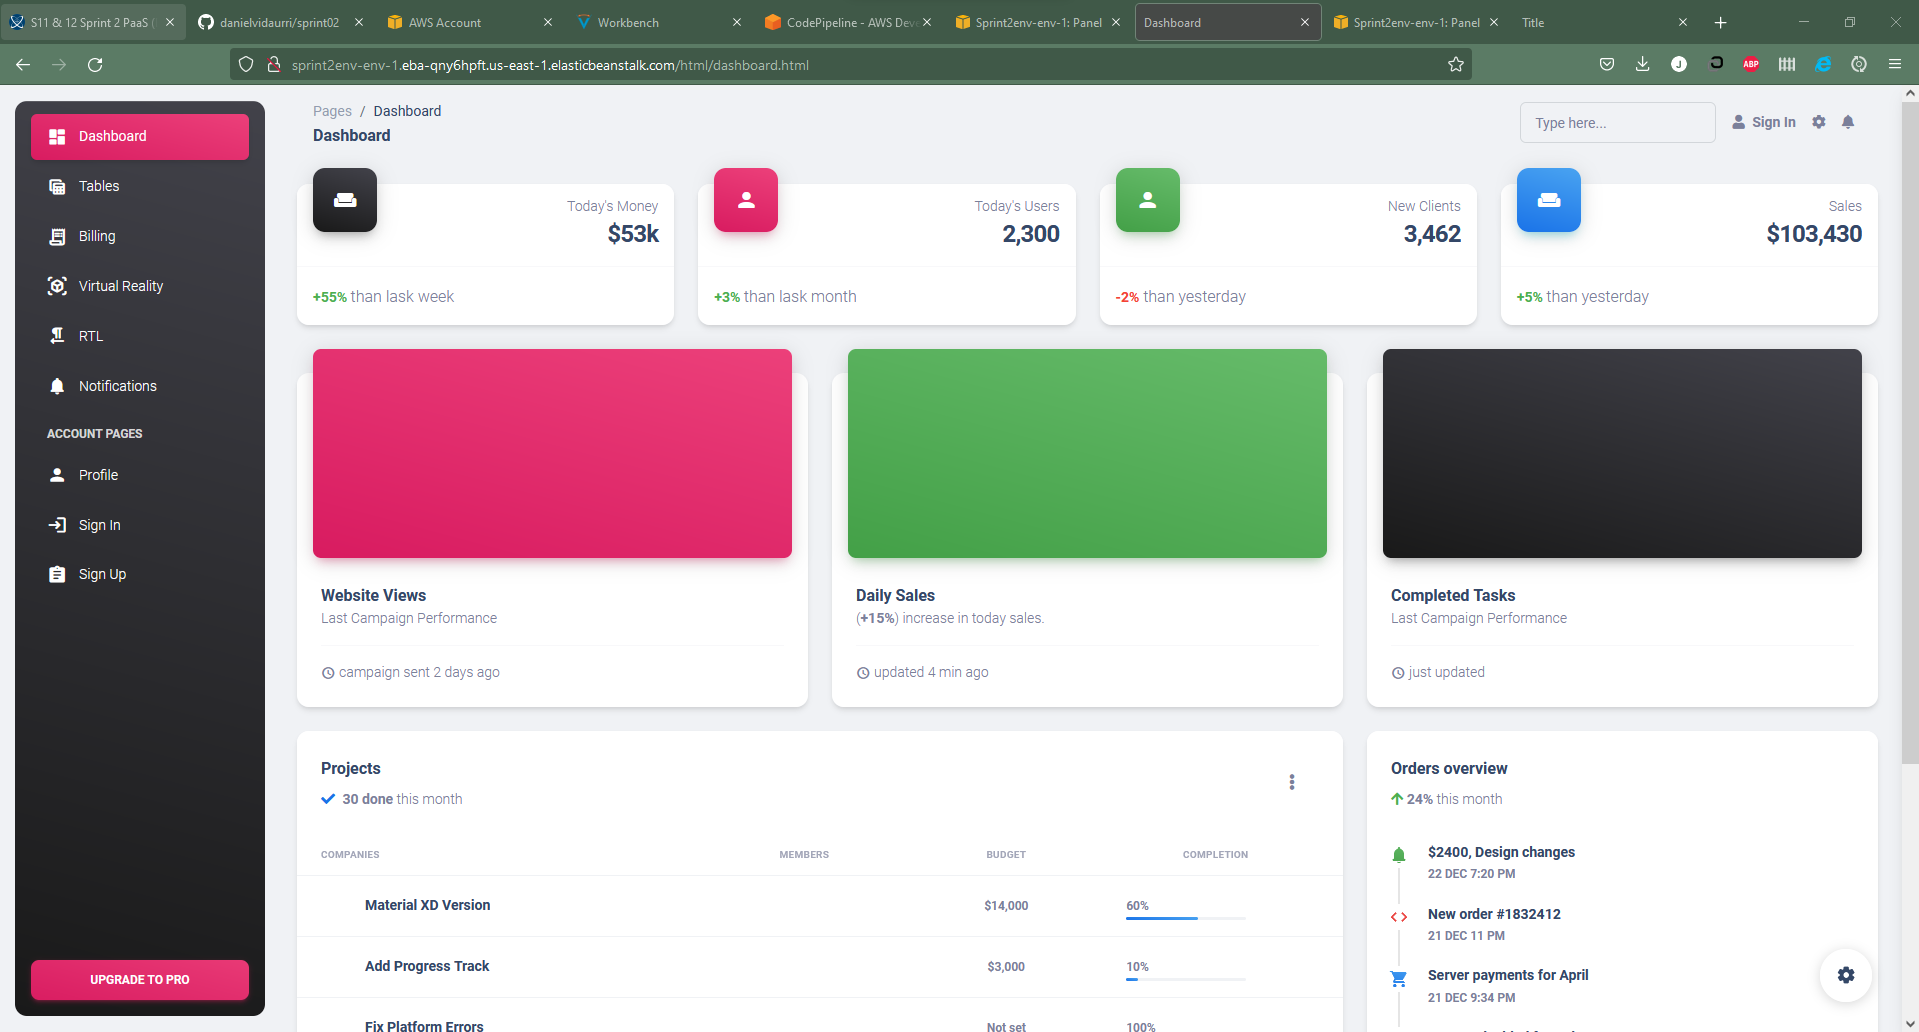 S11 & 12 Sprint 2 PaaS (
danielvidaurri/sprint02
AWS Account
Workbench
CodePipeline - AWS Deve
Sprint2env-env-1: Panel
Dashboard
Sprint2env-env-1: Panel
Title
sprint2env-env-1.eba-qny6hpft.us-east-1.elasticbeanstalk.com/html/dashboard.html
J
ABP
Dashboard
Tables
Billing
Virtual Reality
RTL
Notifications
ACCOUNT PAGES
Profile
Sign In
Sign Up
UPGRADE TO PRO
Pages / Dashboard
Dashboard
Type here...
Sign In
Today's Money
$53k
+55% than lask week
Today's Users
2,300
+3% than lask month
New Clients
3,462
-2% than yesterday
Sales
$103,430
+5% than yesterday
Website Views
Last Campaign Performance
campaign sent 2 days ago
Daily Sales
(+15%) increase in today sales.
updated 4 min ago
Completed Tasks
Last Campaign Performance
just updated
Projects
30 done this month
COMPANIES MEMBERS BUDGET COMPLETION
Material XD Version $14,000 60%
Add Progress Track $3,000 10%
Fix Platform Errors Not set 100%
Orders overview
24% this month
$2400, Design changes
22 DEC 7:20 PM
New order #1832412
21 DEC 11 PM
Server payments for April
21 DEC 9:34 PM